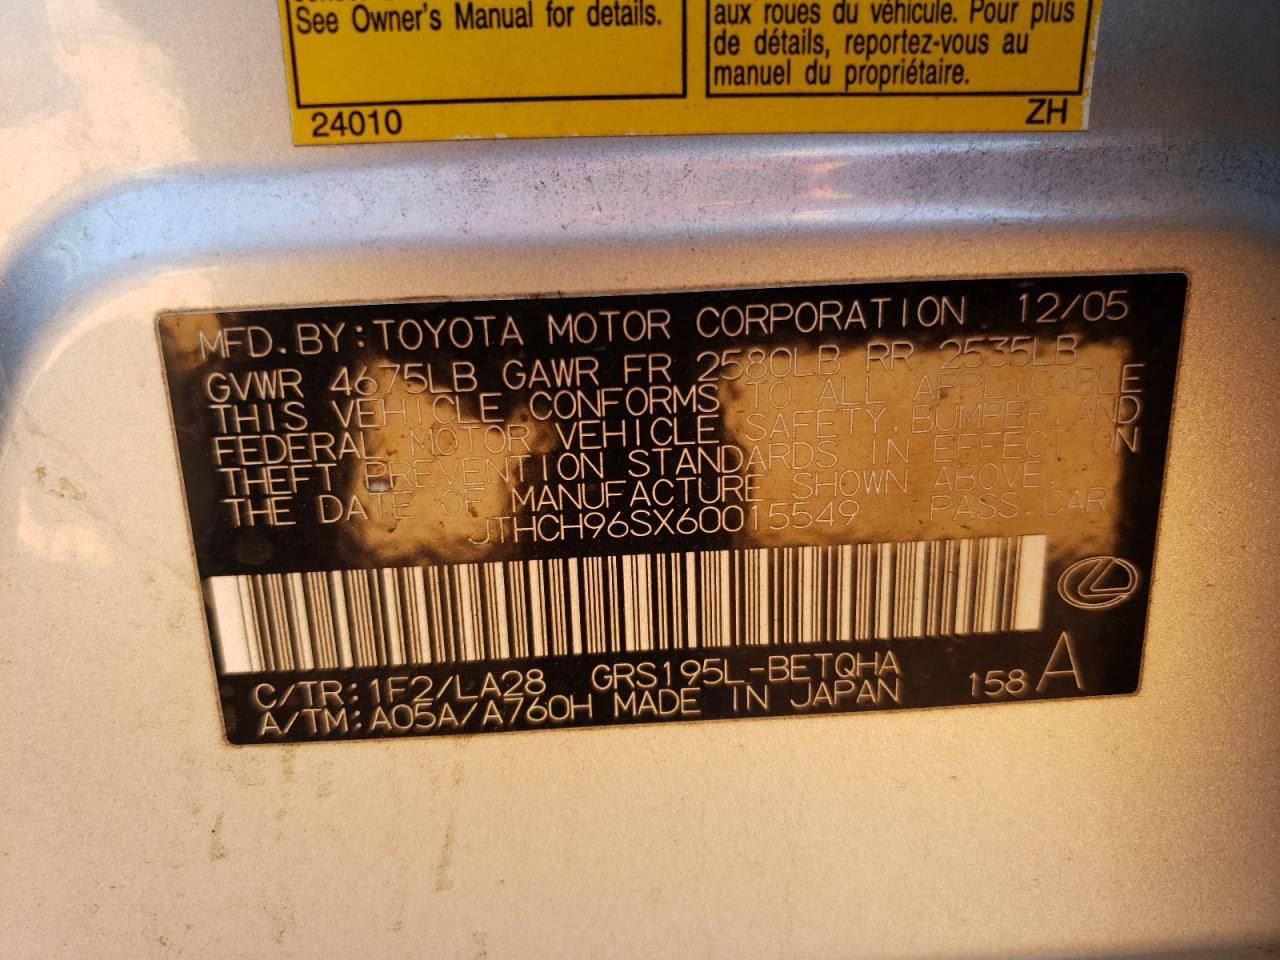 See Owner's Manual for details.
24010
aux roues du véhicule. Pour plus
de détails, reportez-vous au
manuel du propriétaire.
ZH
MFD. BY: TOYOTA MOTOR CORPORATION 12/05
GVWR 4675LB GAWR FR 2580LB RR 2535LB
THIS VEHICLE CONFORMS TO ALL APPLICABLE
FEDERAL MOTOR VEHICLE SAFETY, BUMPER, AND
THEFT PREVENTION STANDARDS IN EFFECT ON
THE DATE OF MANUFACTURE SHOWN ABOVE.
JTHCH96SX60015549 PASS. CAR
C/TR: 1F2/LA28 GRS195L-BETQHA
A/TM: A05A/A760H MADE IN JAPAN 158 A